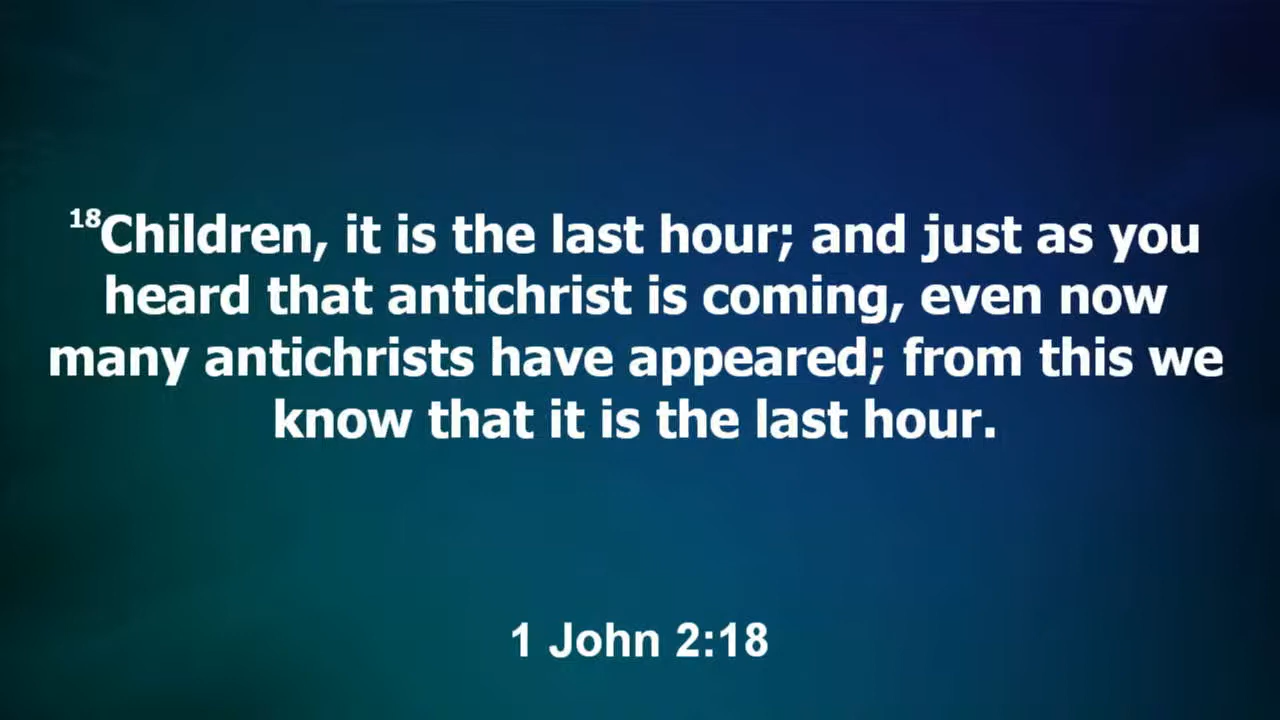 18Children, it is the last hour; and just as you
heard that antichrist is coming, even now
many antichrists have appeared; from this we
know that it is the last hour.
1 John 2:18